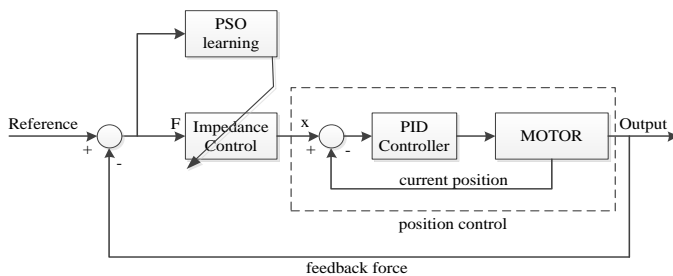 PSO
learning
Reference
+
-
F
Impedance
Control
x
+
-
PID
Controller
MOTOR
Output
current position
position control
feedback force